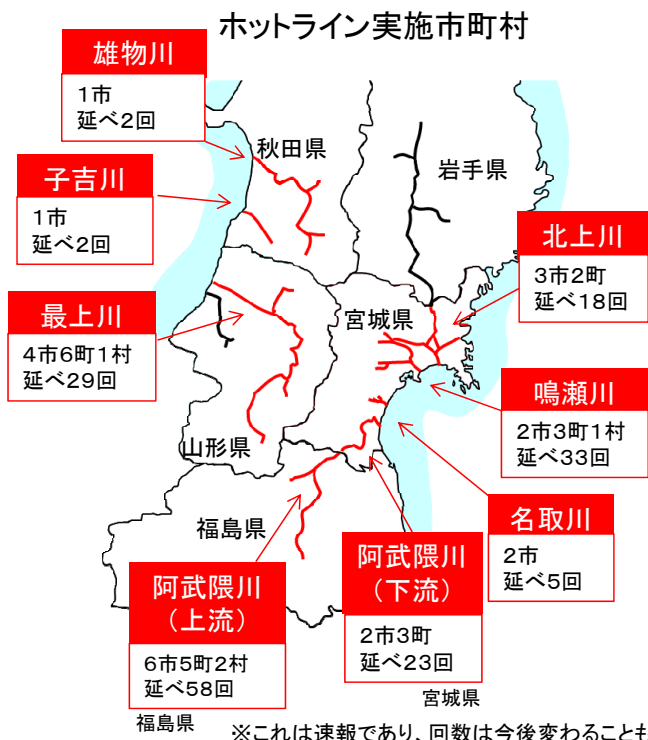 ホットライン実施市町村
雄物川
1市
延べ2回
秋田県
岩手県
子吉川
1市
延べ2回
北上川
3市2町
延べ18回
最上川
4市6町1村
延べ29回
宮城県
鳴瀬川
2市3町1村
延べ33回
山形県
名取川
2市
延べ5回
福島県
阿武隈川
(下流)
2市3町
延べ23回
宮城県
阿武隈川
(上流)
6市5町2村
延べ58回
福島県
※これは速報であり、回数は今後変わることも